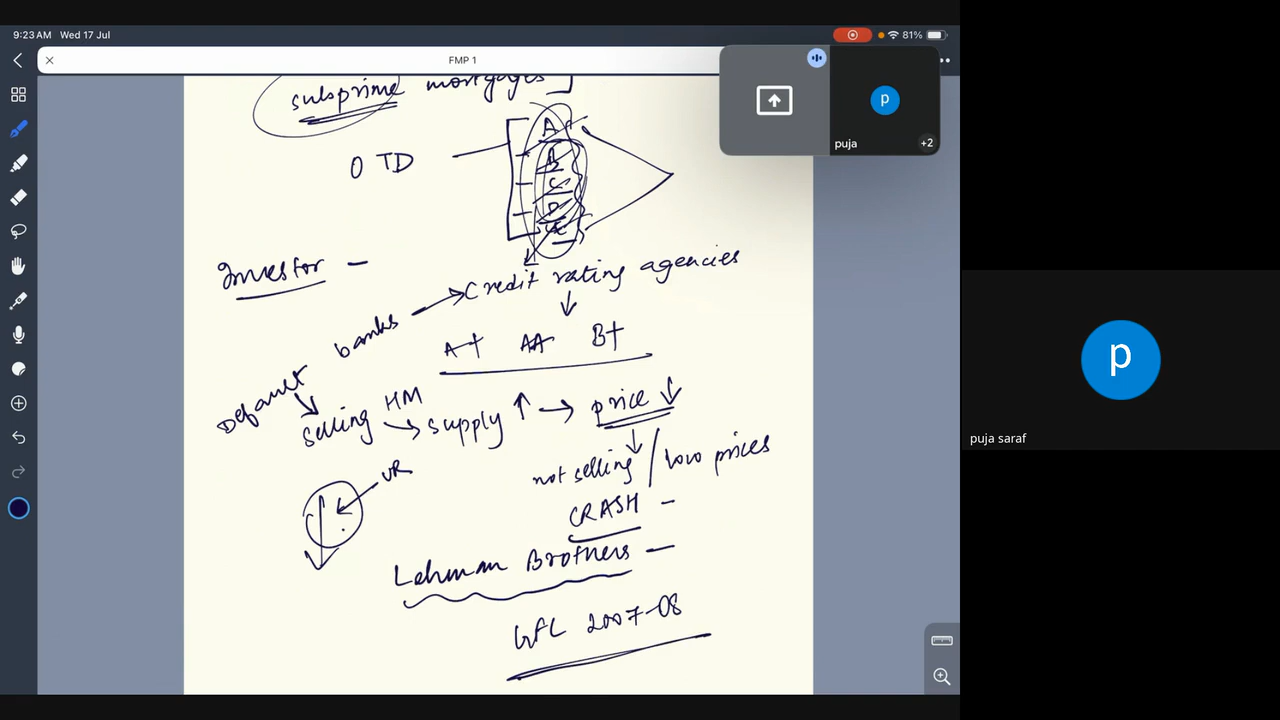 9:23 AM Wed 17 Jul
81%
FMP 1
puja
+2
p
subsprime mortgages ]
O TD
A+
Investor -
banks → Credit rating agencies
A+ AA B+
Default
selling HM → supply ↑ → price ↓
not selling / low prices
CRASH -
Lehman Brothers -
GFC 2007-08
p
puja saraf